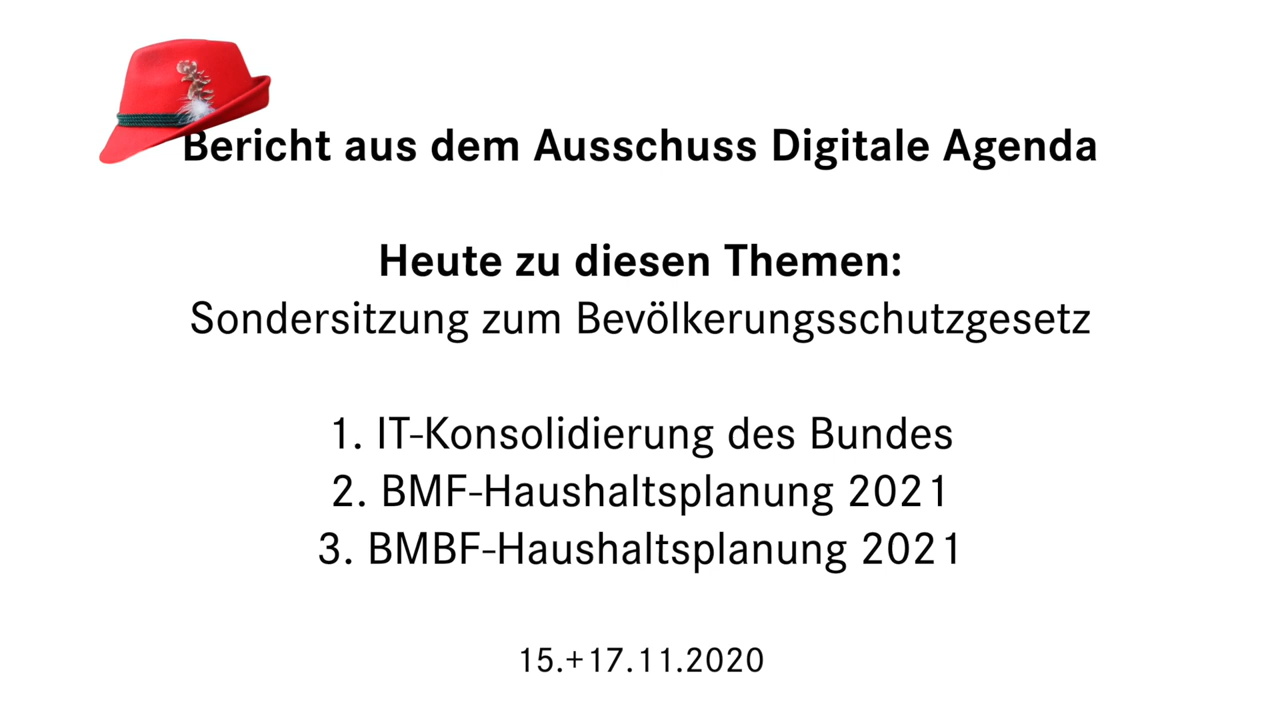 Bericht aus dem Ausschuss Digitale Agenda
Heute zu diesen Themen:
Sondersitzung zum Bevölkerungsschutzgesetz
1. IT-Konsolidierung des Bundes
2. BMF-Haushaltsplanung 2021
3. BMBF-Haushaltsplanung 2021
15.+17.11.2020